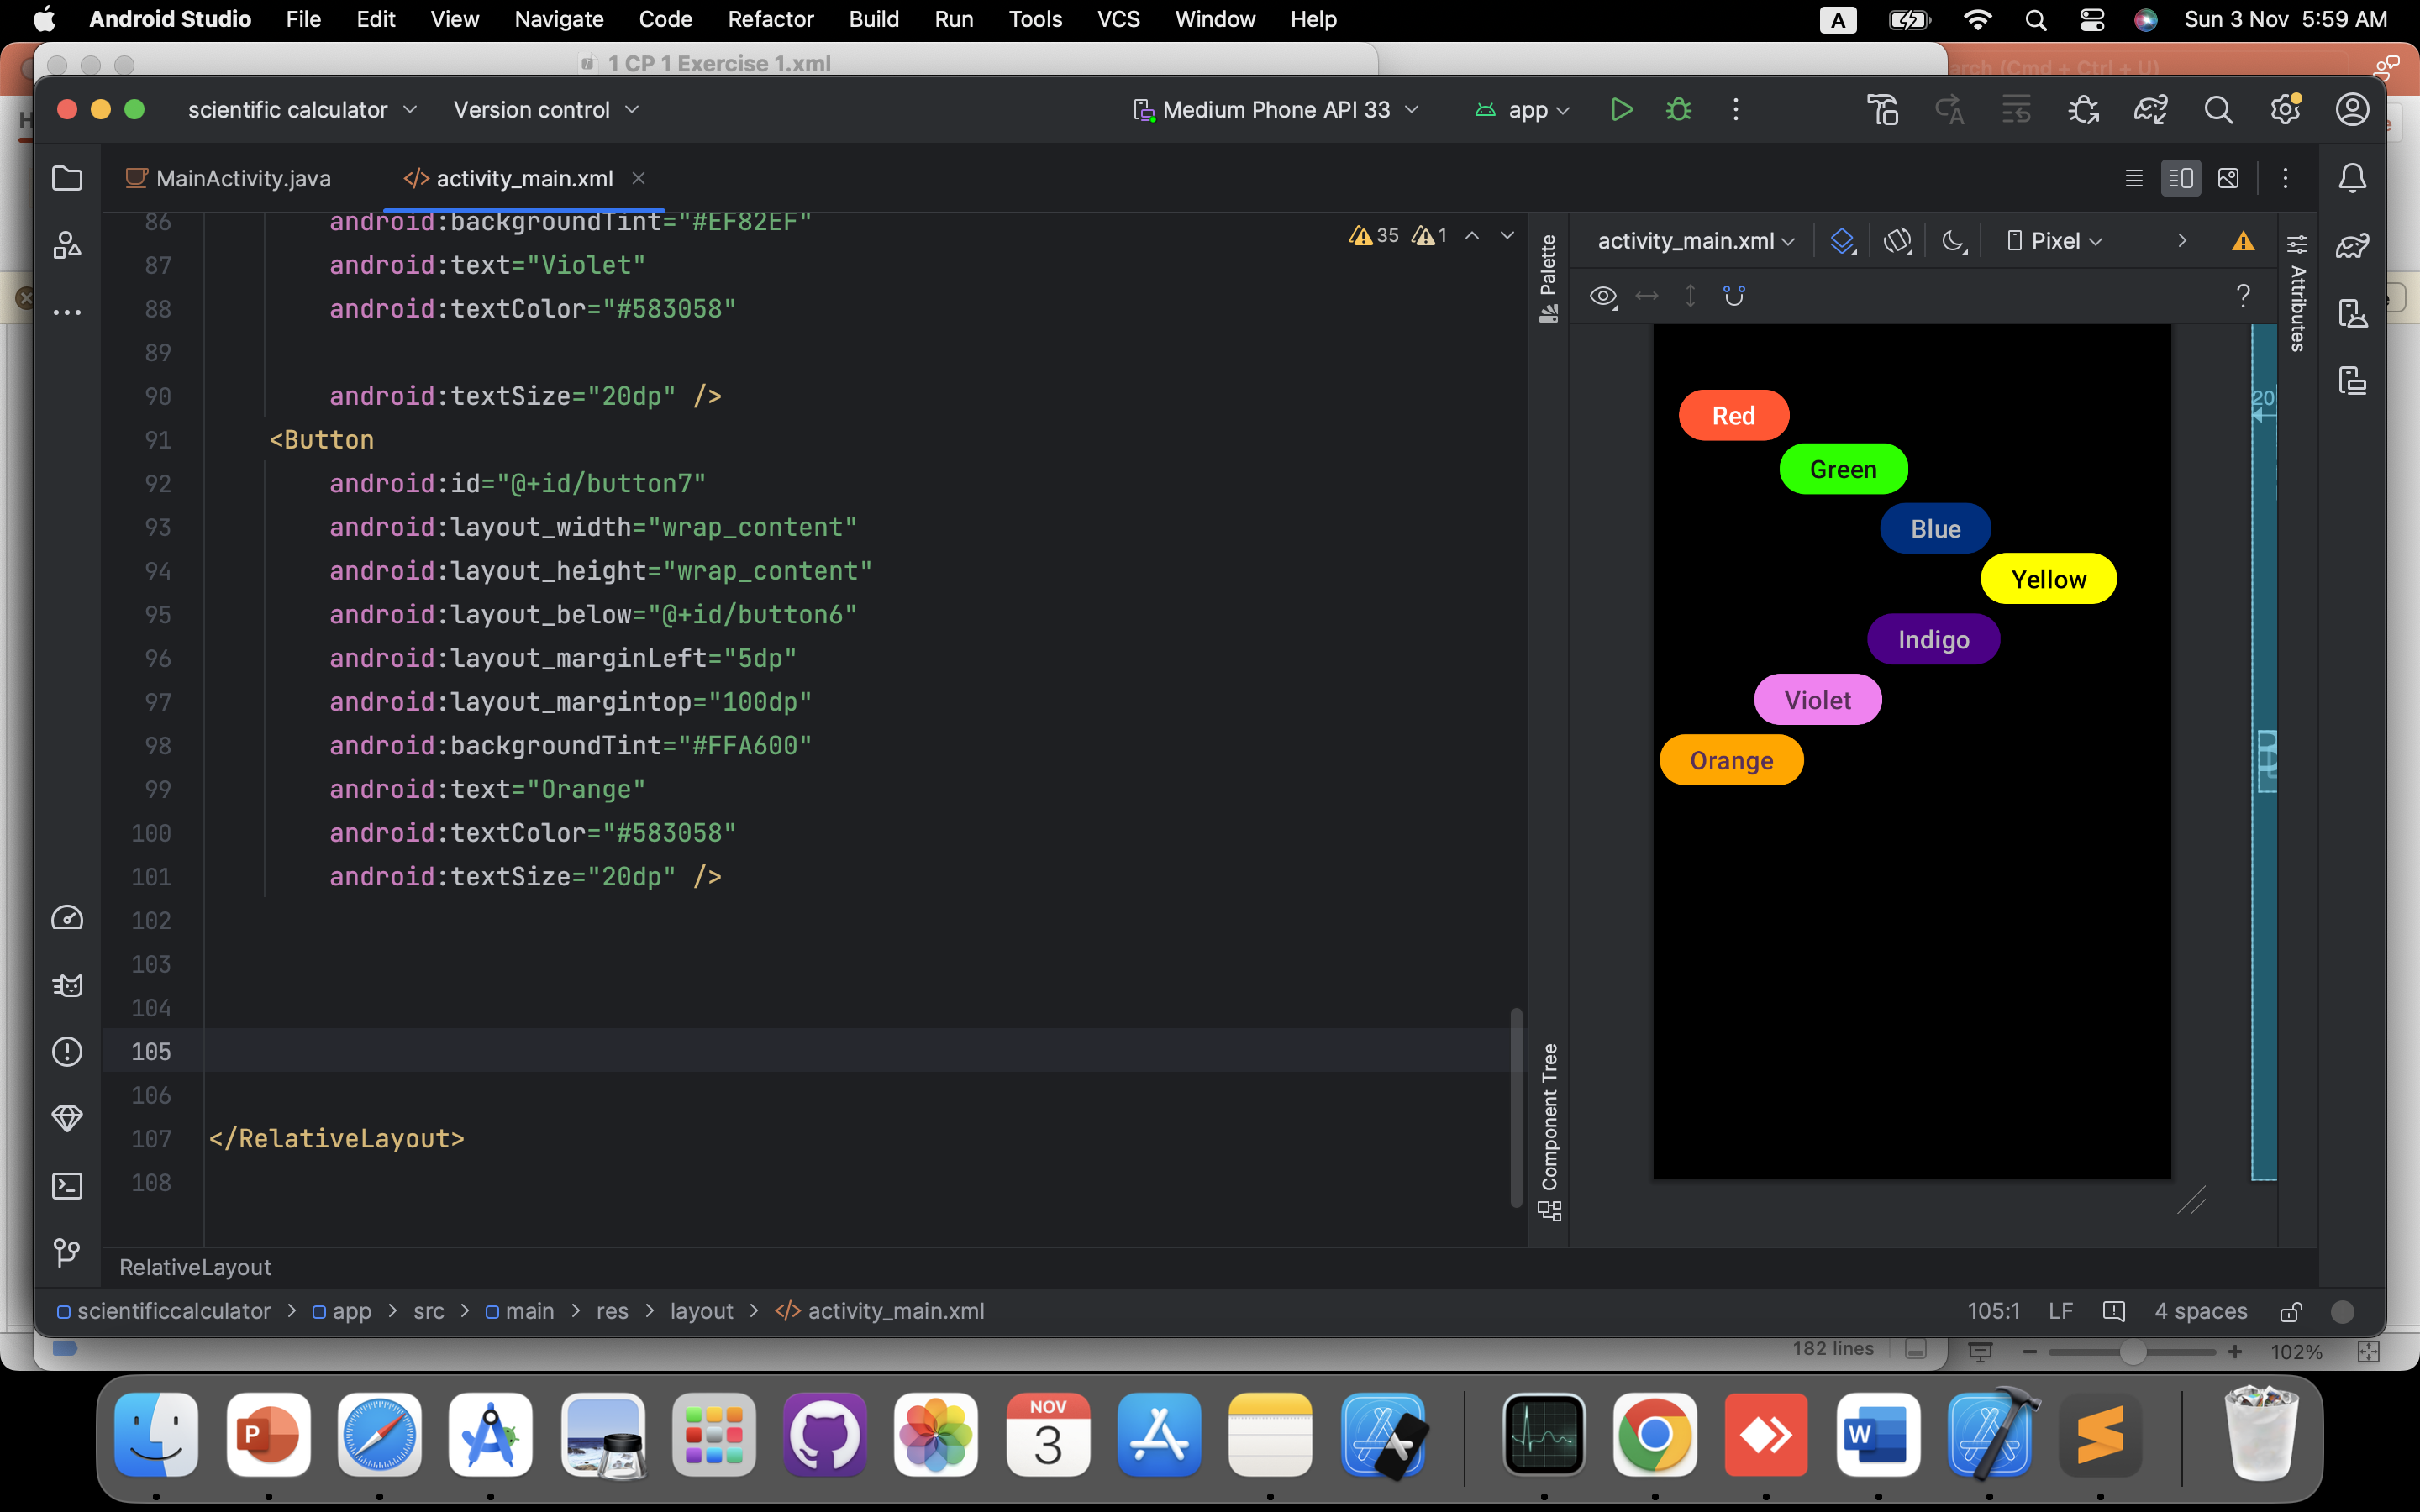 Android Studio File Edit View Navigate Code Refactor Build Run Tools VCS Window Help A Sun 3 Nov 5:59 AM
1 CP 1 Exercise 1.xml
arch (Cmd + Ctrl + U)
scientific calculator Version control Medium Phone API 33 app
MainActivity.java </> activity_main.xml
86 android:backgroundTint="#EF82EF"
35 1
87 android:text="Violet"
88 android:textColor="#583058"
89
90 android:textSize="20dp" />
91 <Button
92 android:id="@+id/button7"
93 android:layout_width="wrap_content"
94 android:layout_height="wrap_content"
95 android:layout_below="@+id/button6"
96 android:layout_marginLeft="5dp"
97 android:layout_margintop="100dp"
98 android:backgroundTint="#FFA600"
99 android:text="Orange"
100 android:textColor="#583058"
101 android:textSize="20dp" />
102
103
104
105
106
107 </RelativeLayout>
108
Palette
Component Tree
activity_main.xml Pixel
?
Attributes
20
Red
Green
Blue
Yellow
Indigo
Violet
Orange
RelativeLayout
scientificcalculator > app > src > main > res > layout > </> activity_main.xml
105:1 LF 4 spaces
182 lines
102%
P
NOV
3
W